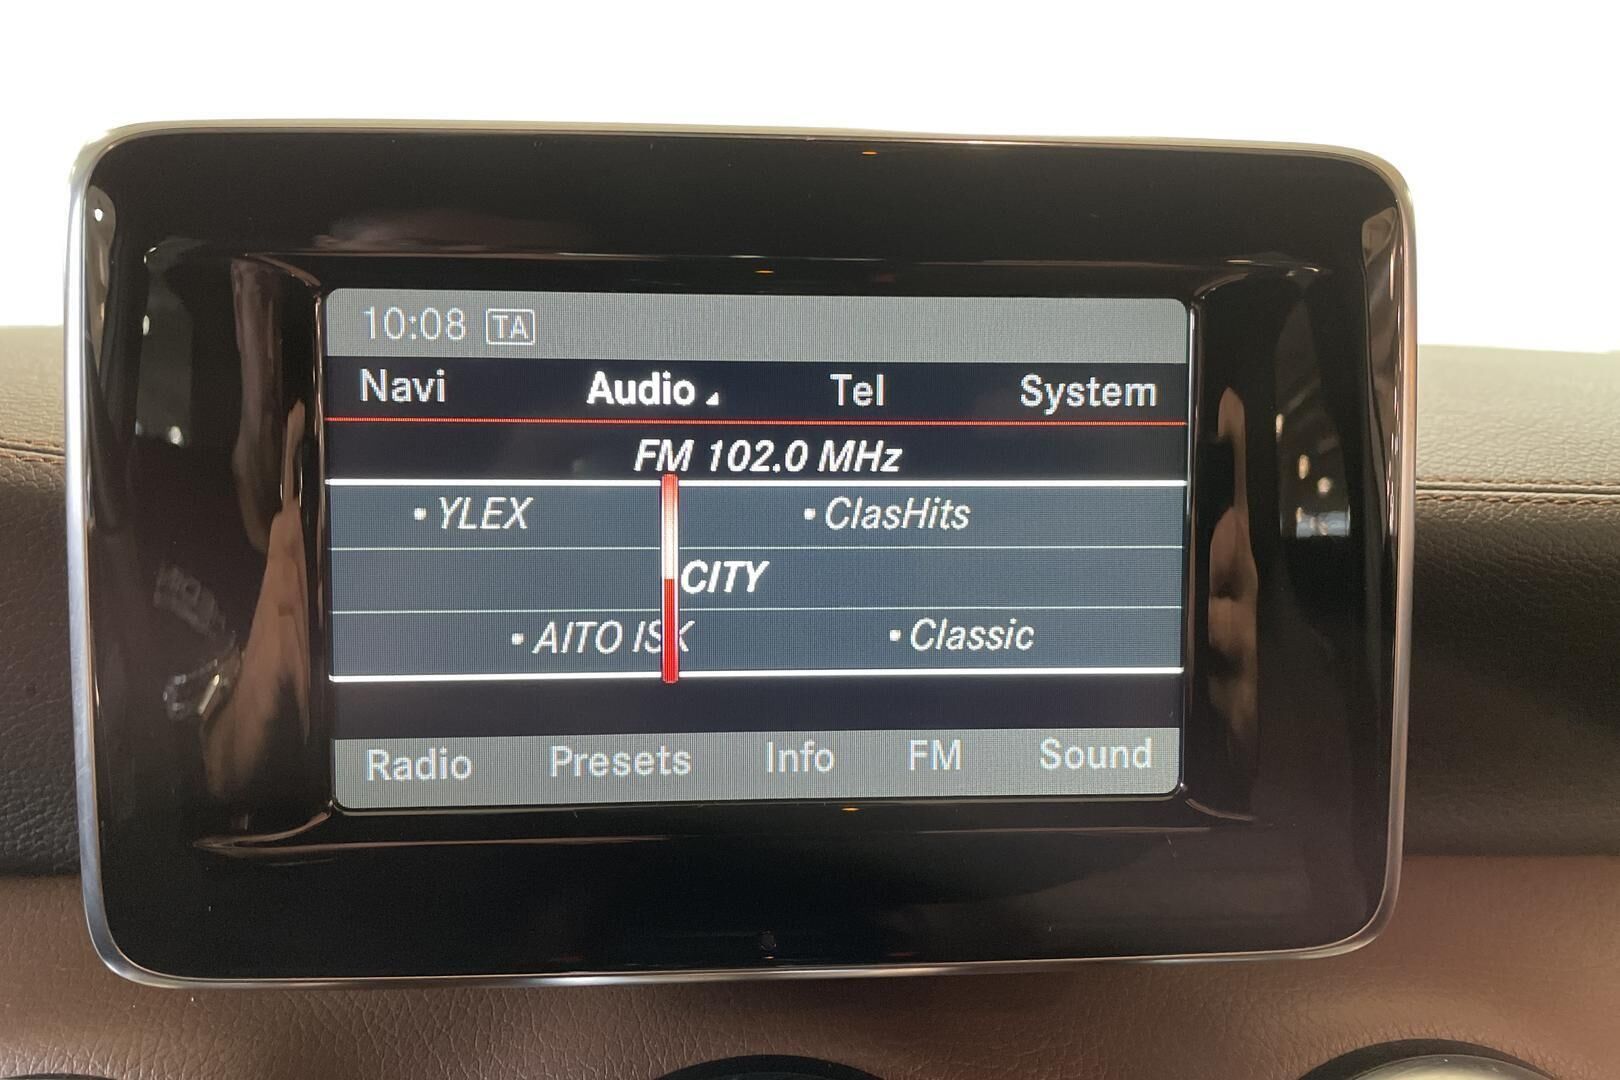 10:08 TA
Navi Audio Tel System
FM 102.0 MHz
• YLEX • ClasHits
CITY
• AITO ISK • Classic
Radio Presets Info FM Sound